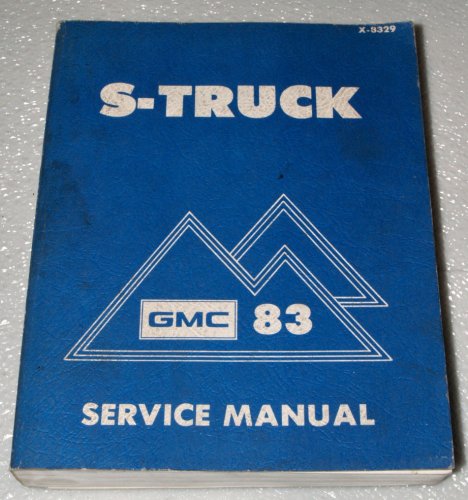 X-8329
S-TRUCK
GMC 83
SERVICE MANUAL